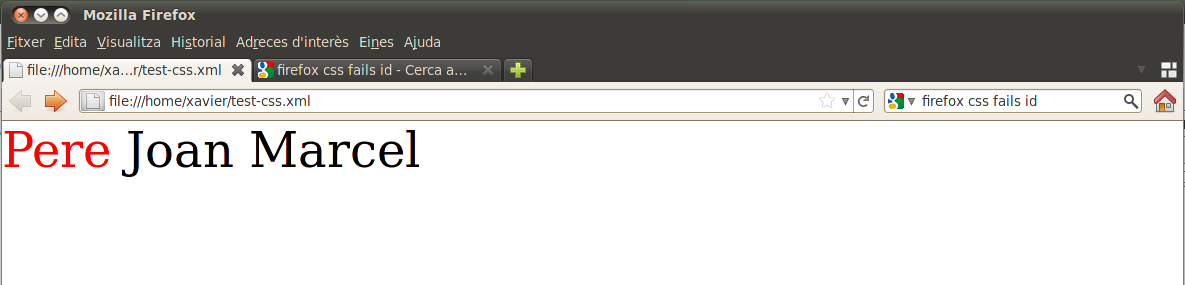 Mozilla Firefox
Fitxer Edita Visualitza Historial Adreces d'interès Eines Ajuda
file:///home/xa...r/test-css.xml firefox css fails id - Cerca a...
file:///home/xavier/test-css.xml firefox css fails id
Pere Joan Marcel